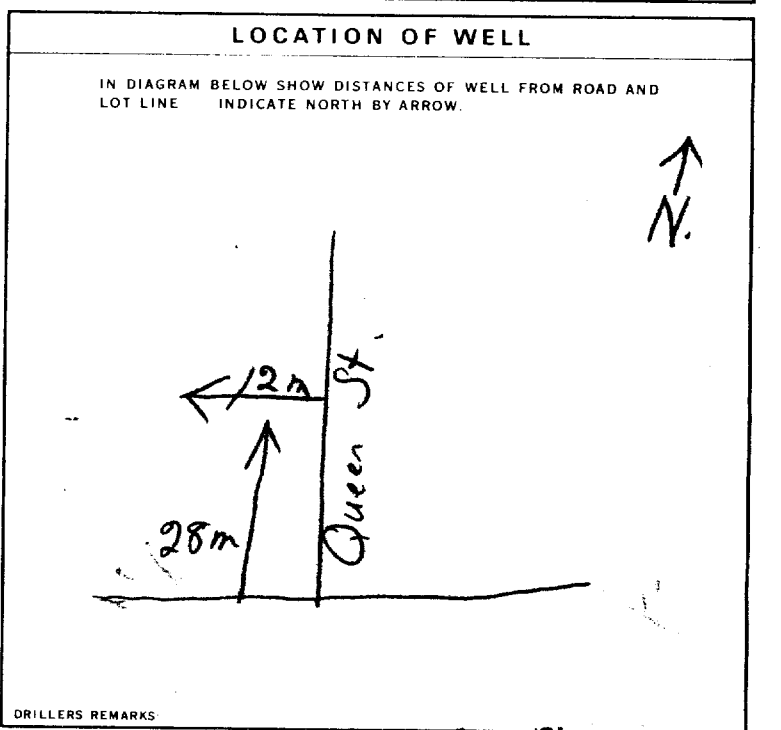 LOCATION OF WELL
IN DIAGRAM BELOW SHOW DISTANCES OF WELL FROM ROAD AND
LOT LINE INDICATE NORTH BY ARROW.
N.
12m
Queen St.
28m
DRILLERS REMARKS